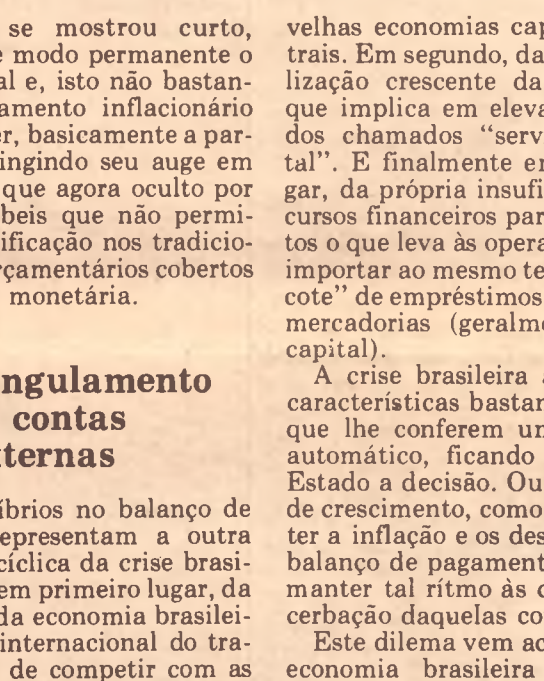 se mostrou curto,
modo permanente o
al e, isto não bastan-
amento inflacionário
er, basicamente a par-
ingindo seu auge em
que agora oculto por
beis que não permi-
ificação nos tradicio-
rçamentários cobertos
monetária.
ngulamento
contas
ternas
íbrios no balanço de
epresentam a outra
cíclica da crise brasi-
em primeiro lugar, da
da economia brasilei-
internacional do tra-
de competir com as
velhas economias cap
trais. Em segundo, da
lização crescente da
que implica em eleva
dos chamados “serv
tal”. E finalmente en
gar, da própria insufi
cursos financeiros par
tos o que leva às opera
importar ao mesmo te
cote” de empréstimos
mercadorias (geralme
capital).
A crise brasileira a
características bastan
que lhe conferem un
automático, ficando
Estado a decisão. Ou
de crescimento, como
ter a inflação e os des
balanço de pagament
manter tal rítmo às c
cerbação daquelas co
Este dilema vem ac
economia brasileira